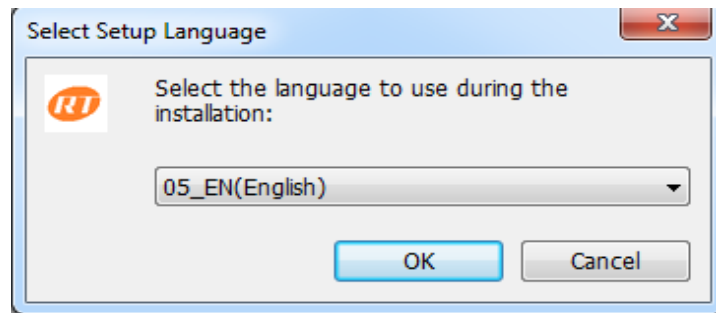 Select Setup Language
RT
Select the language to use during the
installation:
05_EN(English)
OK
Cancel